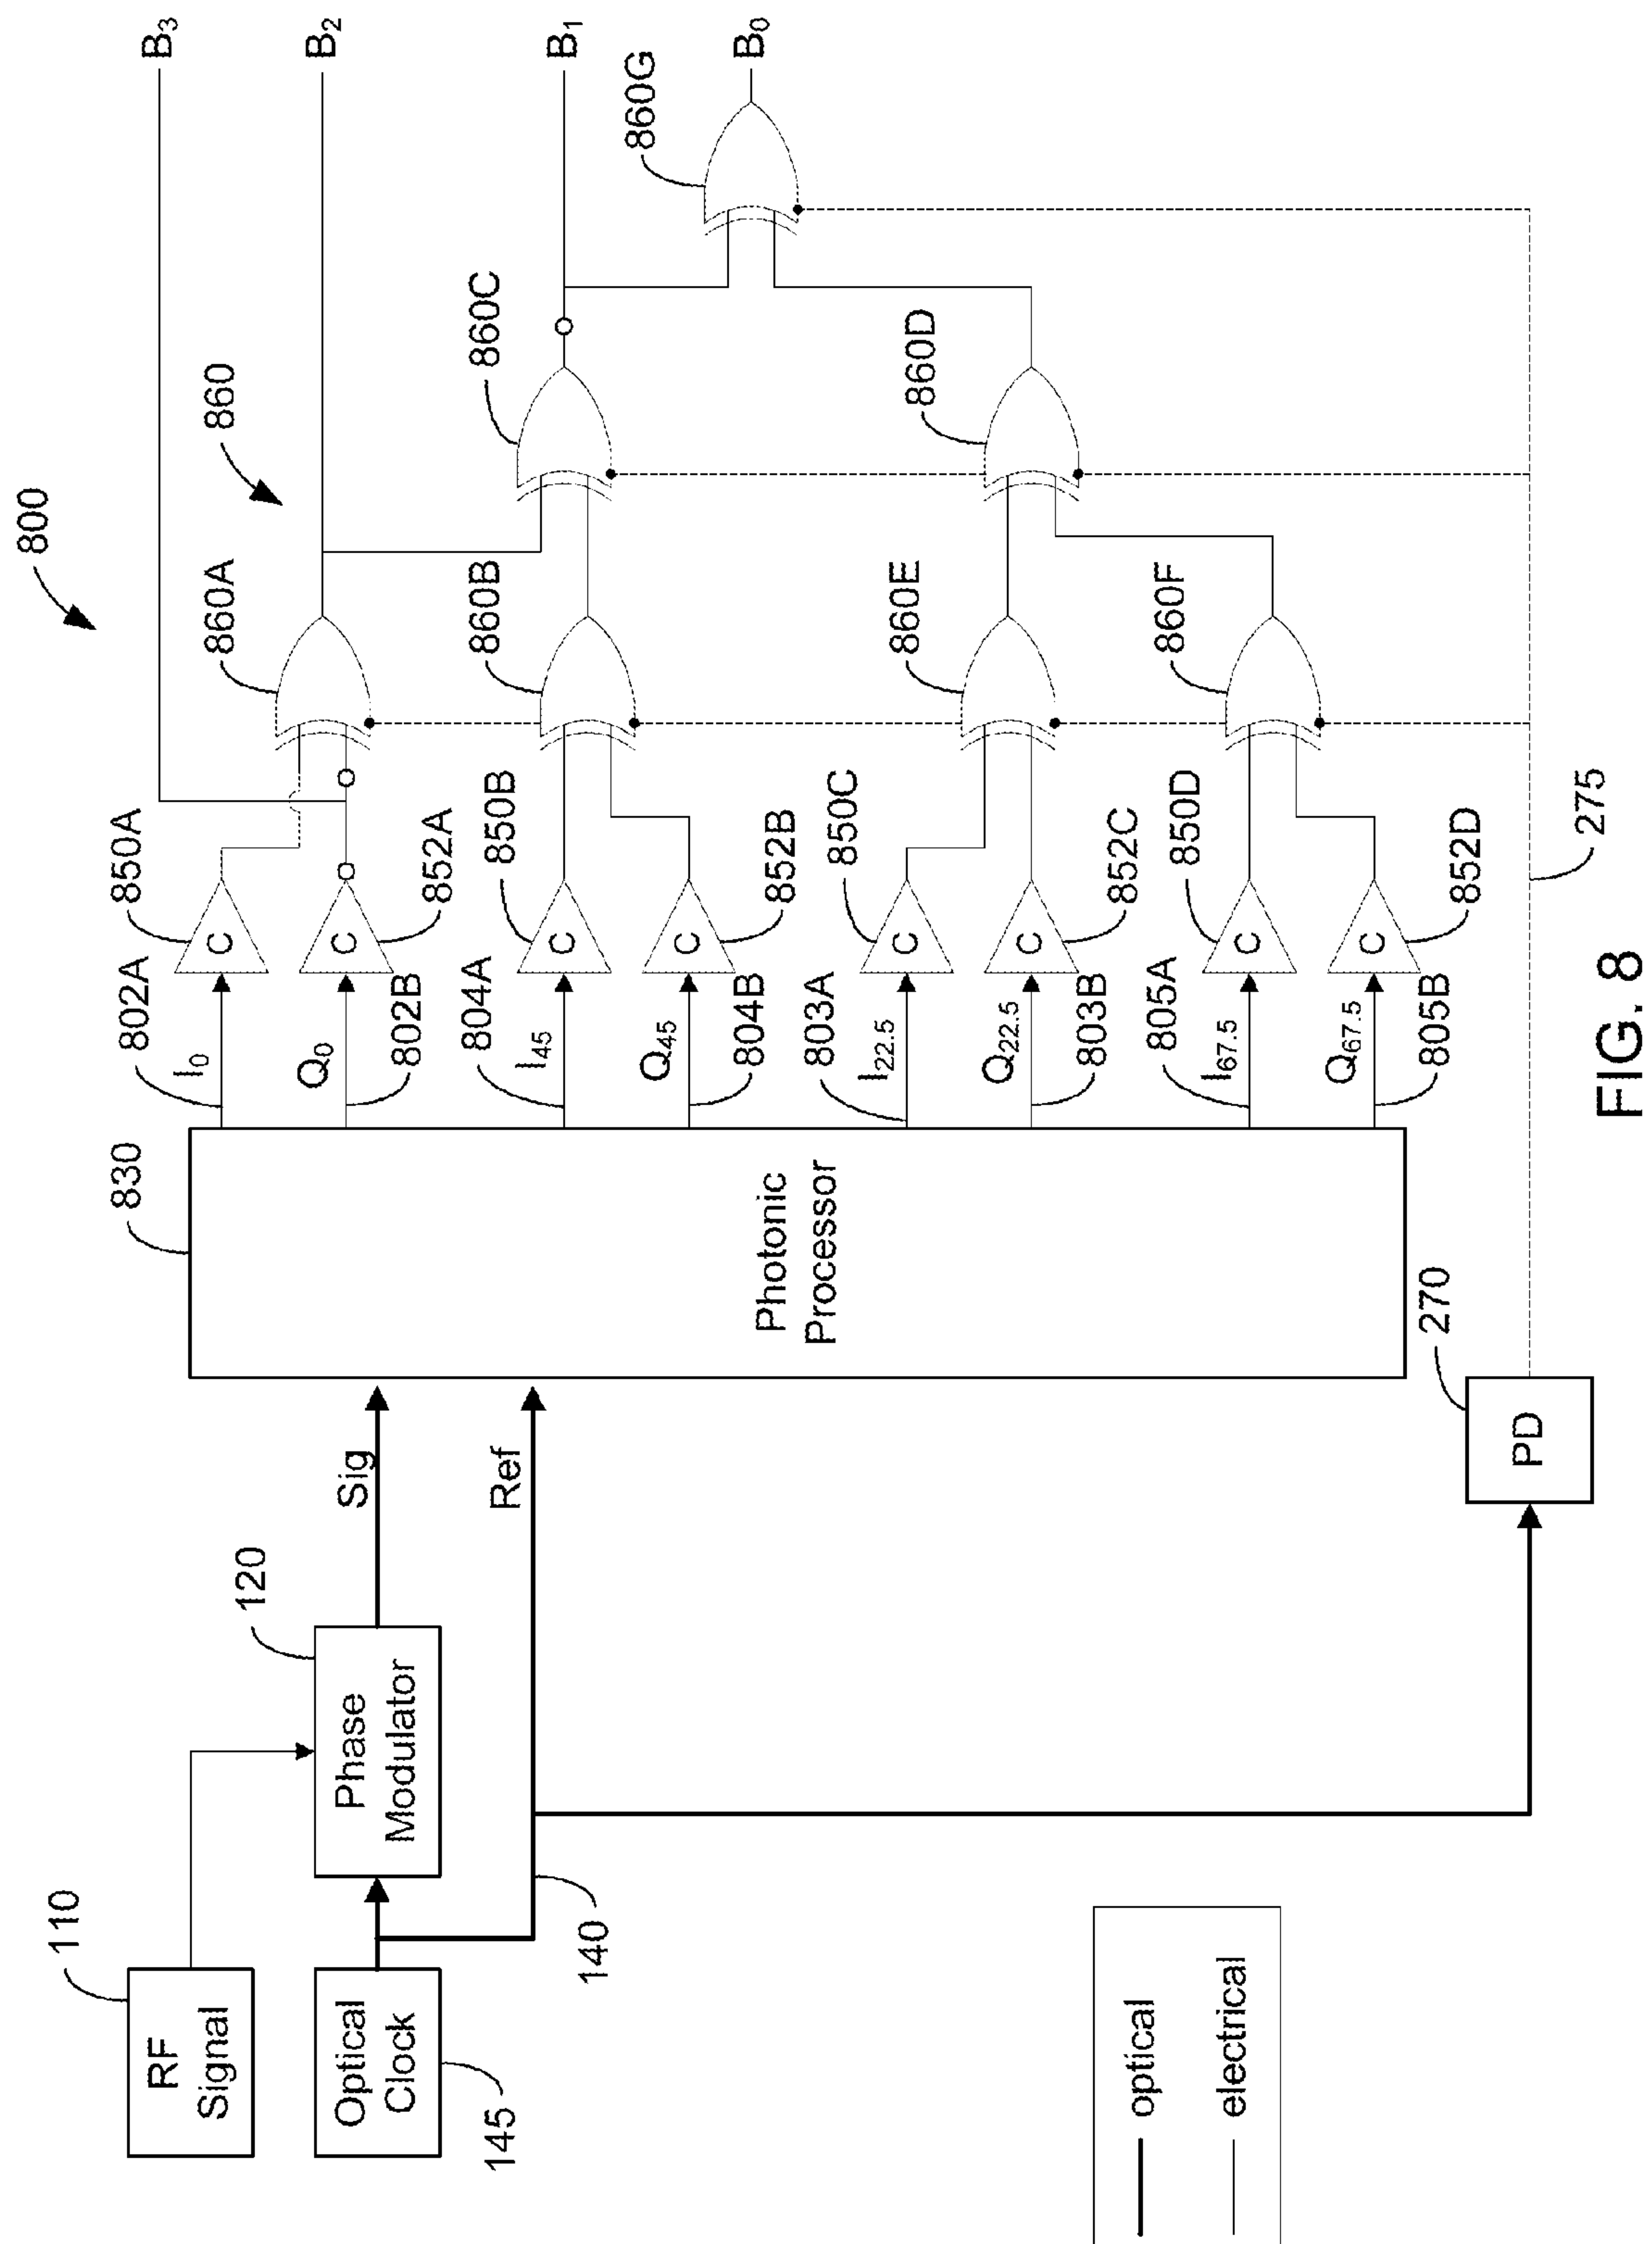 800
860
B3
B2
B1
B0
860A
860B
860C
860D
860E
860F
860G
850A
C
852A
C
850B
C
852B
C
850C
C
852C
C
850D
C
852D
C
802A
I0
Q0
802B
804A
I45
Q45
804B
803A
I22.5
Q22.5
803B
805A
I67.5
Q67.5
805B
830
Photonic
Processor
Sig
Ref
120
Phase
Modulator
110
RF
Signal
Optical
Clock
145
140
270
PD
275
optical
electrical
FIG. 8